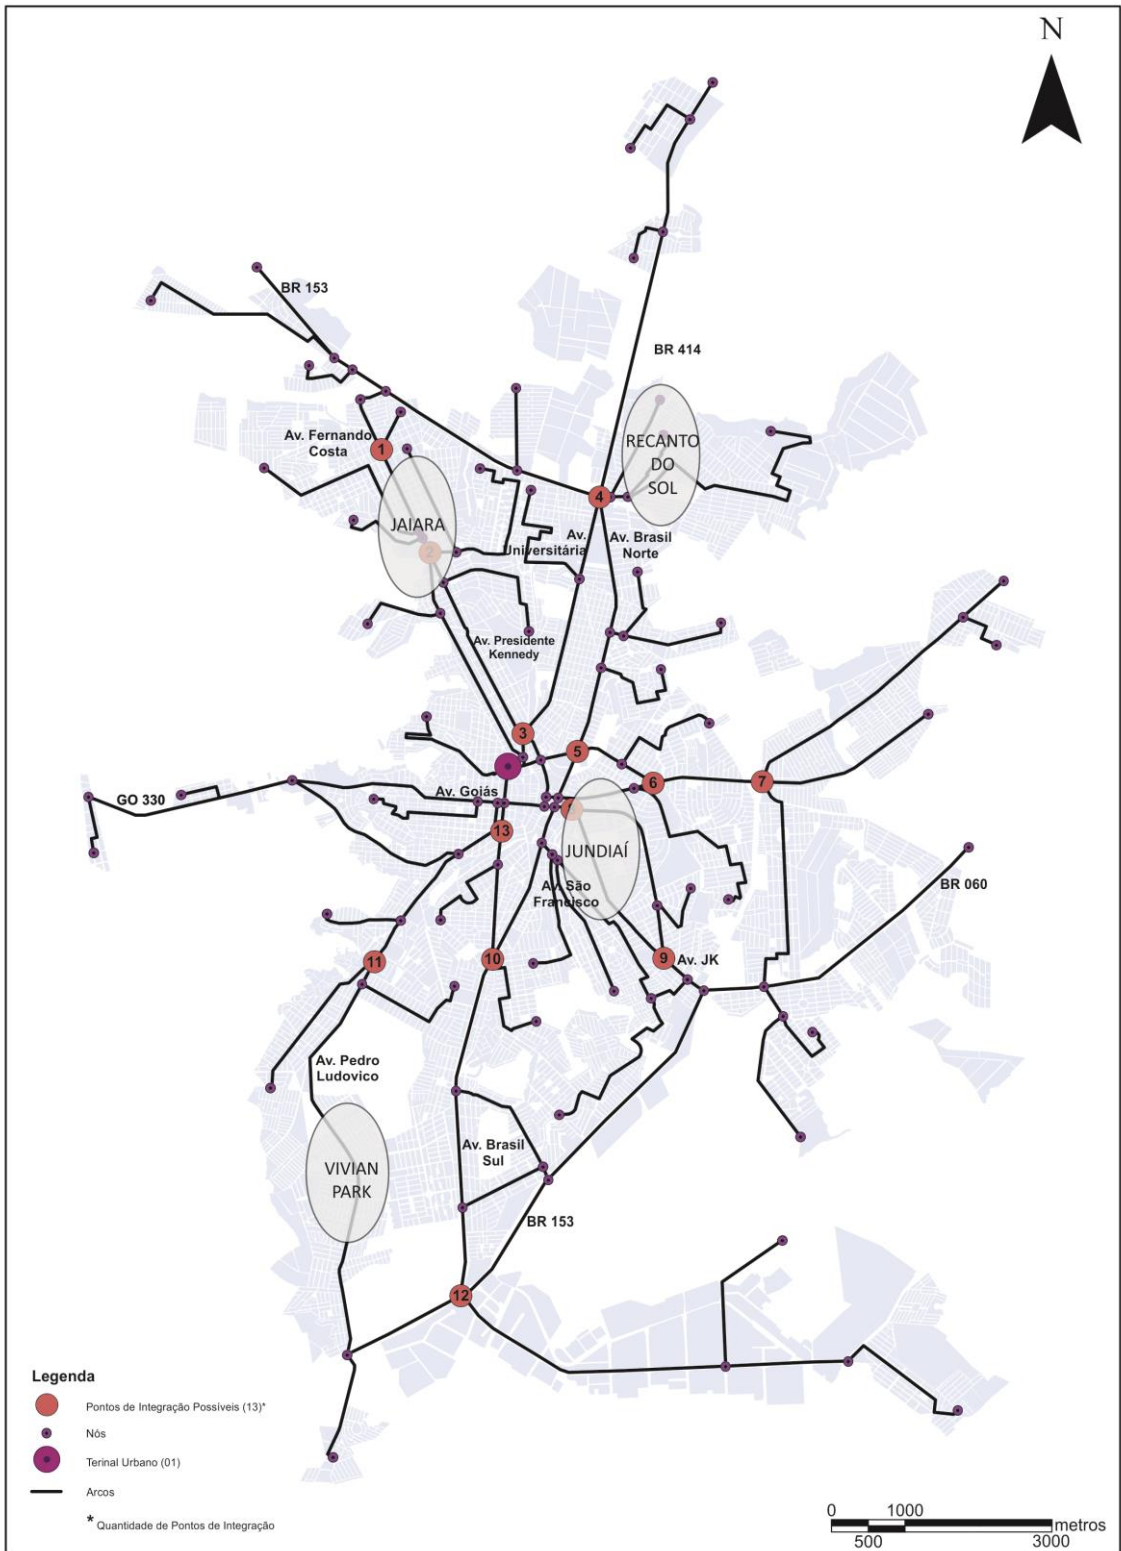 N
BR 153
BR 414
Av. Fernando
Costa
1
RECANTO
DO
SOL
4
JAIARA
Av.
Universitária
Av. Brasil
Norte
2
Av. Presidente
Kennedy
3
5
6
7
GO 330
Av. Goiás
13
JUNDIAÍ
Av. São
Francisco
BR 060
11
10
9
Av. JK
Av. Pedro
Ludovico
Av. Brasil
Sul
VIVIAN
PARK
BR 153
12
Legenda
Pontos de Integração Possíveis (13)*
Nós
Terinal Urbano (01)
Arcos
* Quantidade de Pontos de Integração
0 1000
metros
500 3000